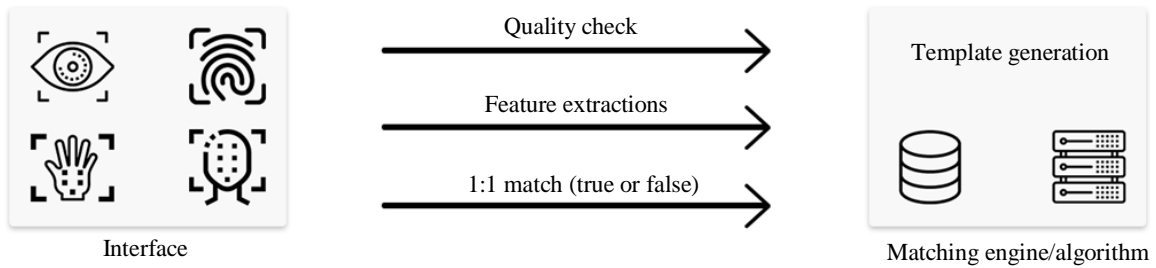 Quality check
Template generation
Feature extractions
1:1 match (true or false)
Interface
Matching engine/algorithm